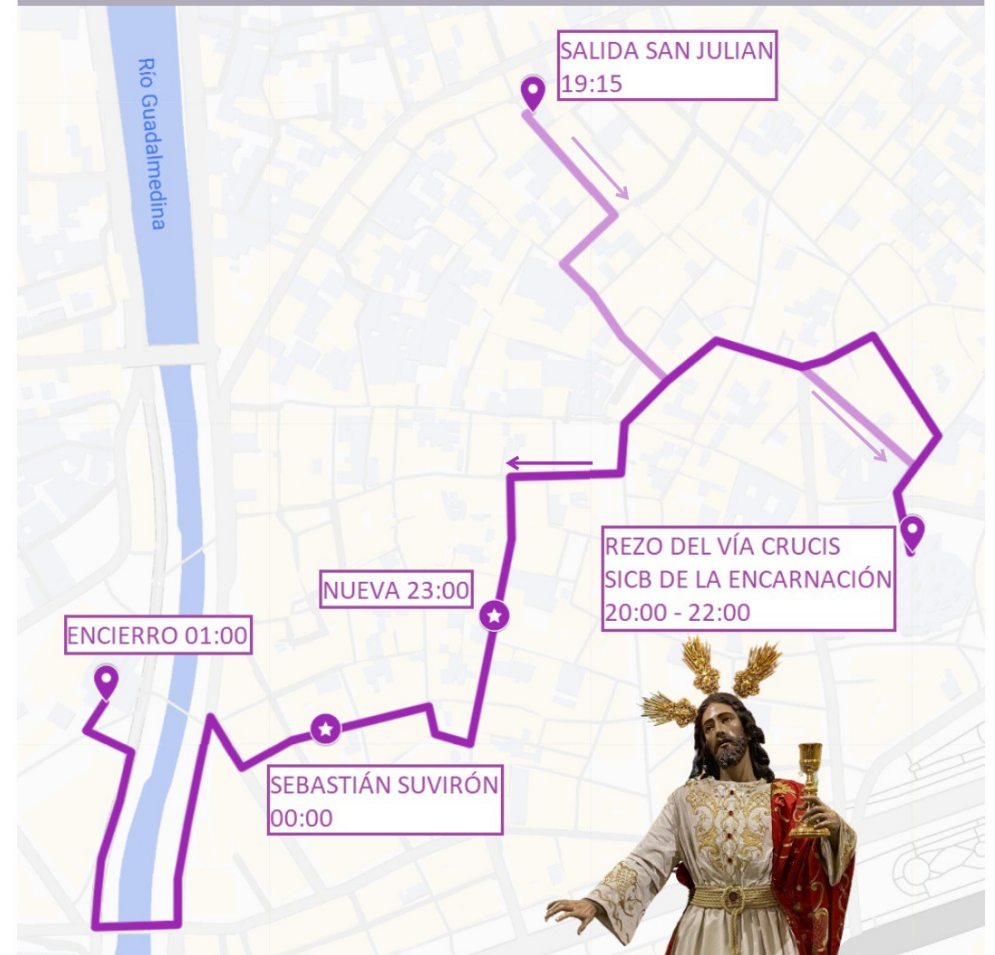 Río Guadalmedina
SALIDA SAN JULIAN
19:15
REZO DEL VÍA CRUCIS
SICB DE LA ENCARNACIÓN
20:00 - 22:00
NUEVA 23:00
ENCIERRO 01:00
SEBASTIÁN SUVIRÓN
00:00